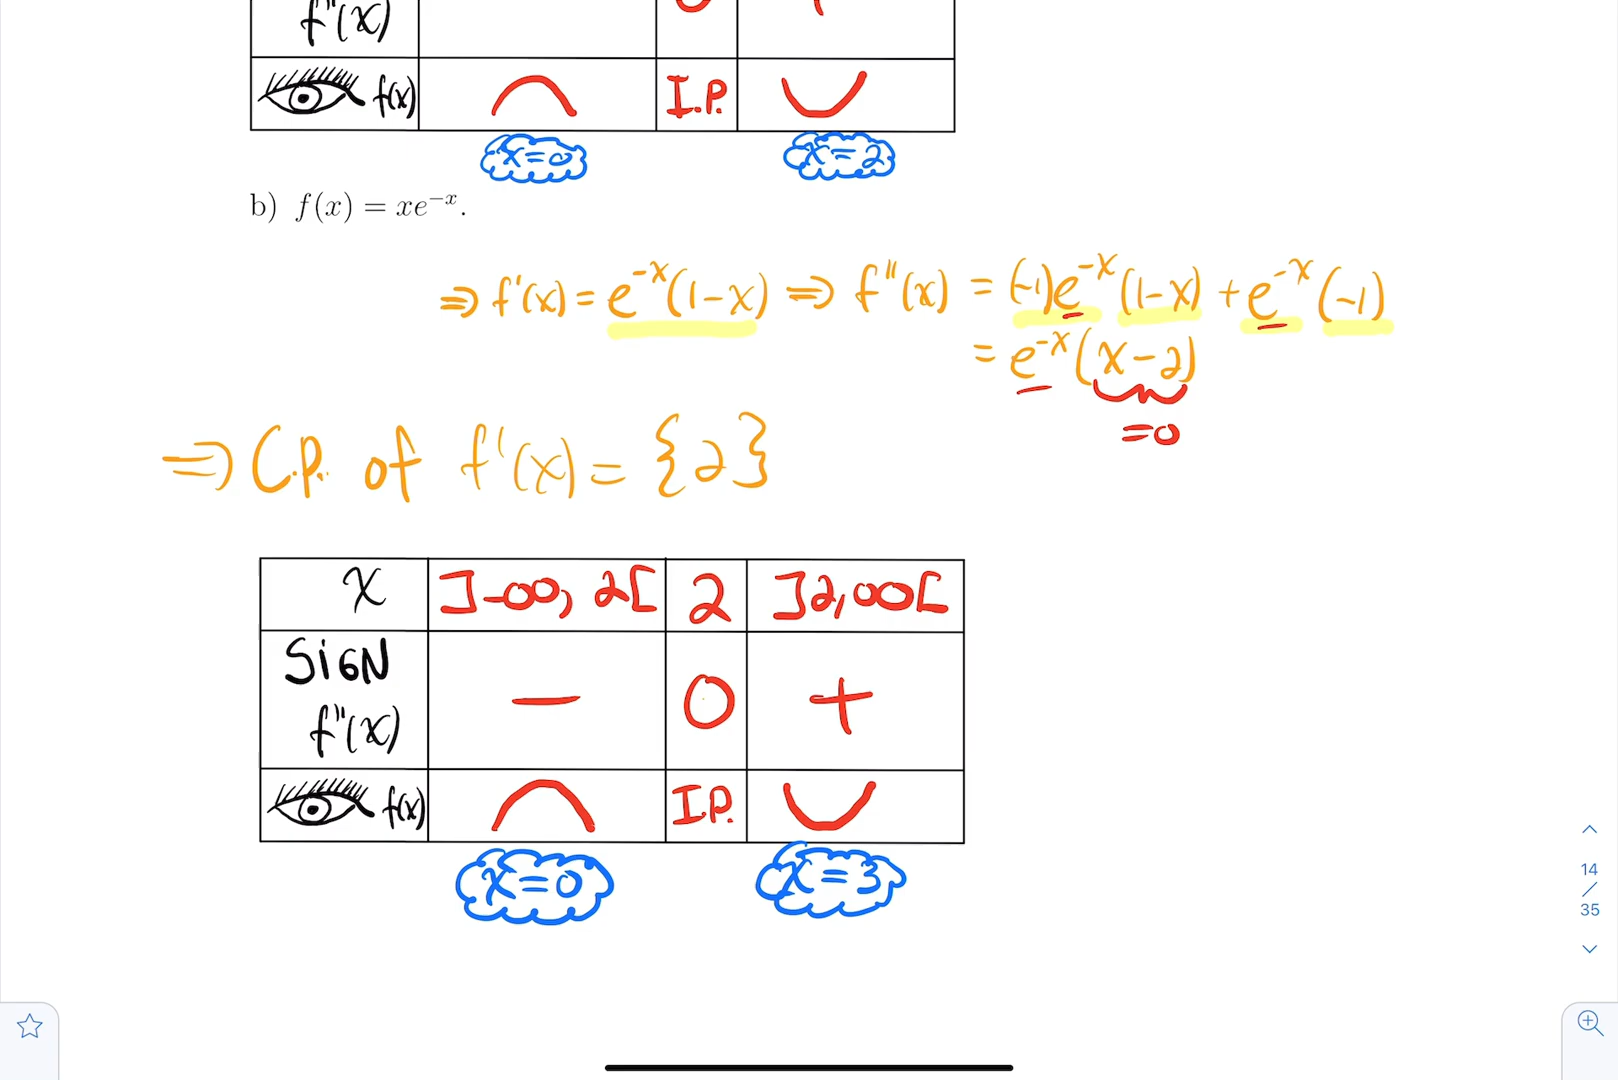 f''(x)
f(x) I.P.
x=0 x=2
b) f(x) = xe^{-x}.
⇒ f'(x) = e^{-x}(1-x) ⇒ f''(x) = (-1)e^{-x}(1-x) + e^{-x}(-1)
= e^{-x}(x-2)
=0
⇒ C.P. of f'(x) = {2}
x ]-∞, 2[ 2 ]2,∞[
SIGN
f''(x) − 0 +
f(x) I.P.
x=0 x=3
14
/
35